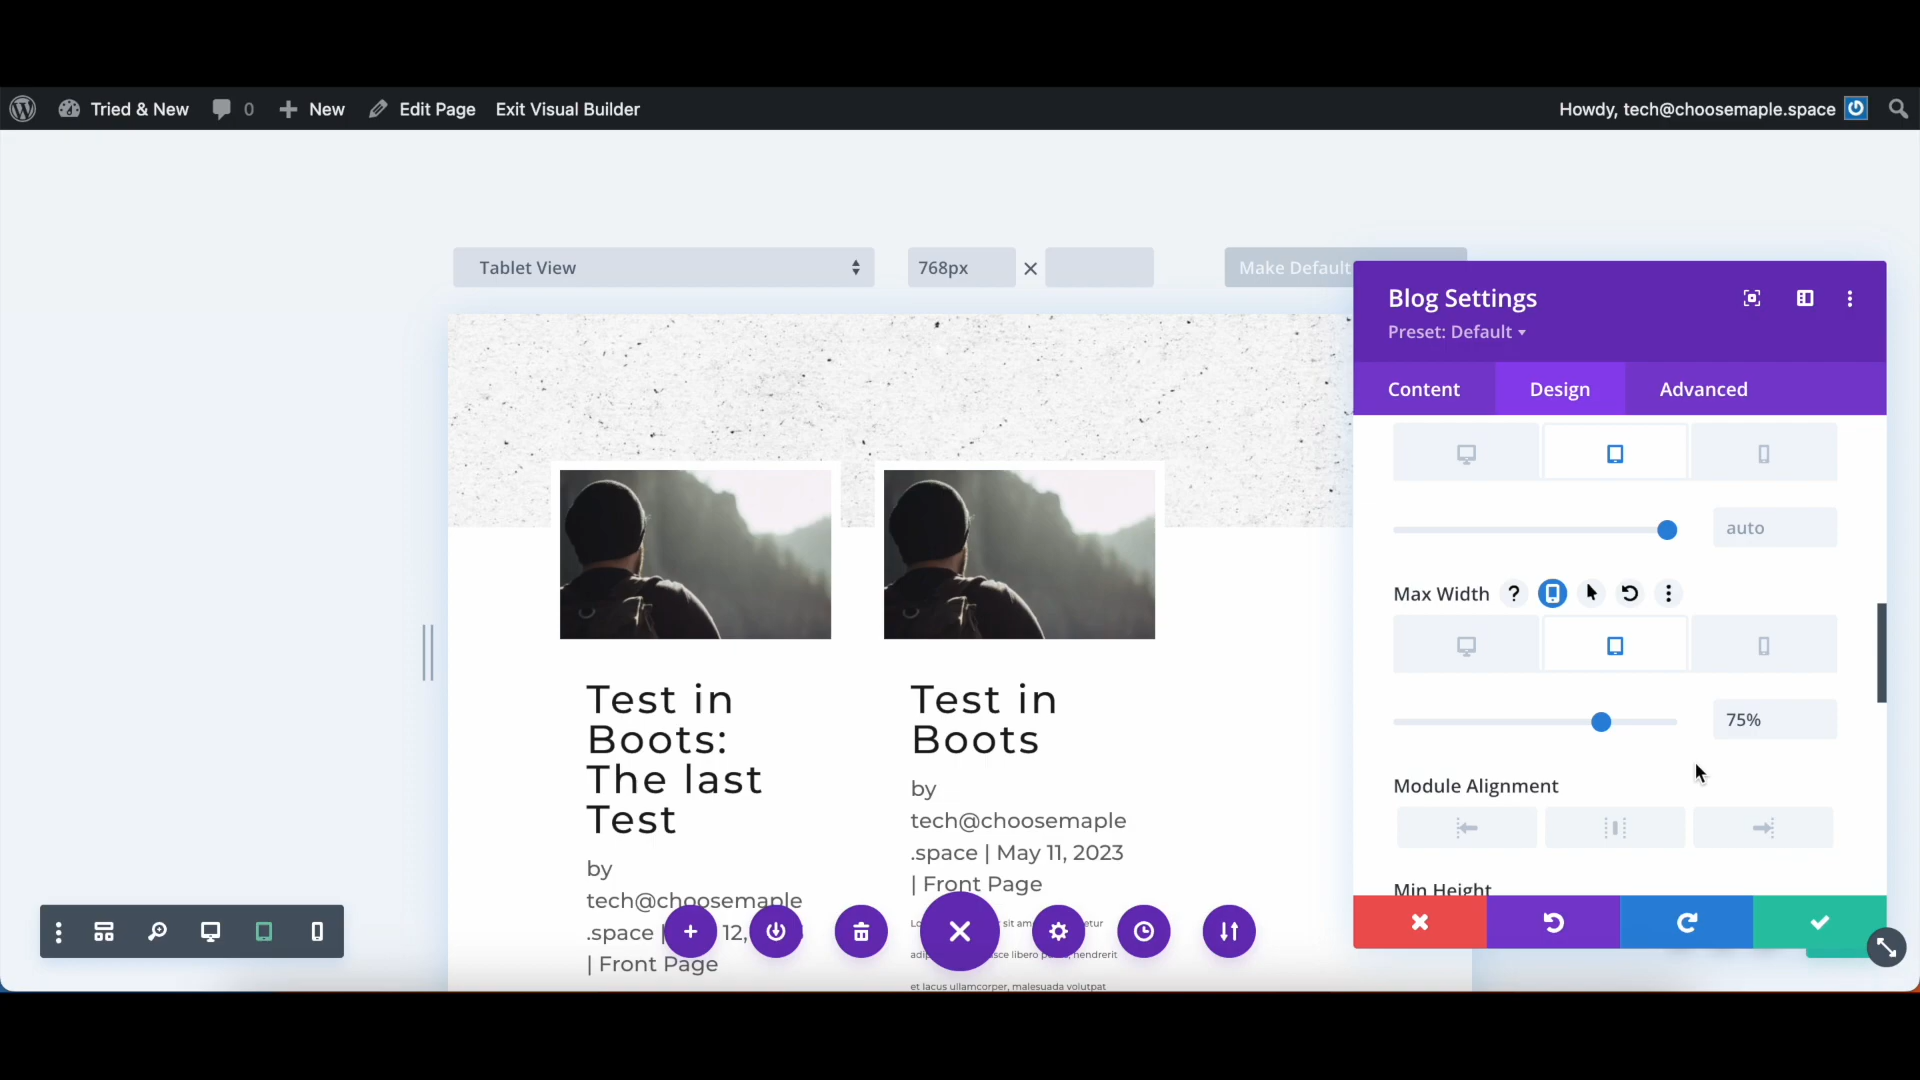 Tried & New 0 New Edit Page Exit Visual Builder Howdy, tech@choosemaple.space
Tablet View 768px Make Default
Blog Settings
Preset: Default
Content Design Advanced
auto
Max Width ?
75%
Module Alignment
Min Height
Test in
Boots:
The last
Test
by
tech@choosemaple
.space | 12,
| Front Page
Test in
Boots
by
tech@choosemaple
.space | May 11, 2023
| Front Page
sit
libero hendrerit
et lacus ullamcorper, malesuada volutpat